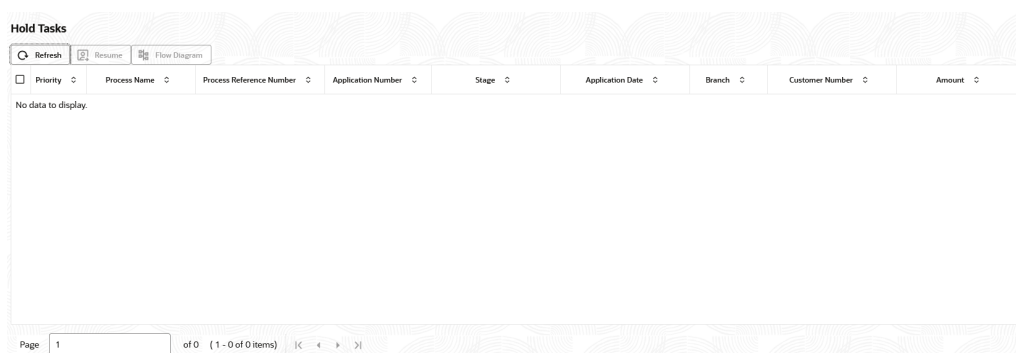 Hold Tasks
Refresh Resume Flow Diagram
Priority Process Name Process Reference Number Application Number Stage Application Date Branch Customer Number Amount
No data to display.
Page 1 of 0 (1 - 0 of 0 items)